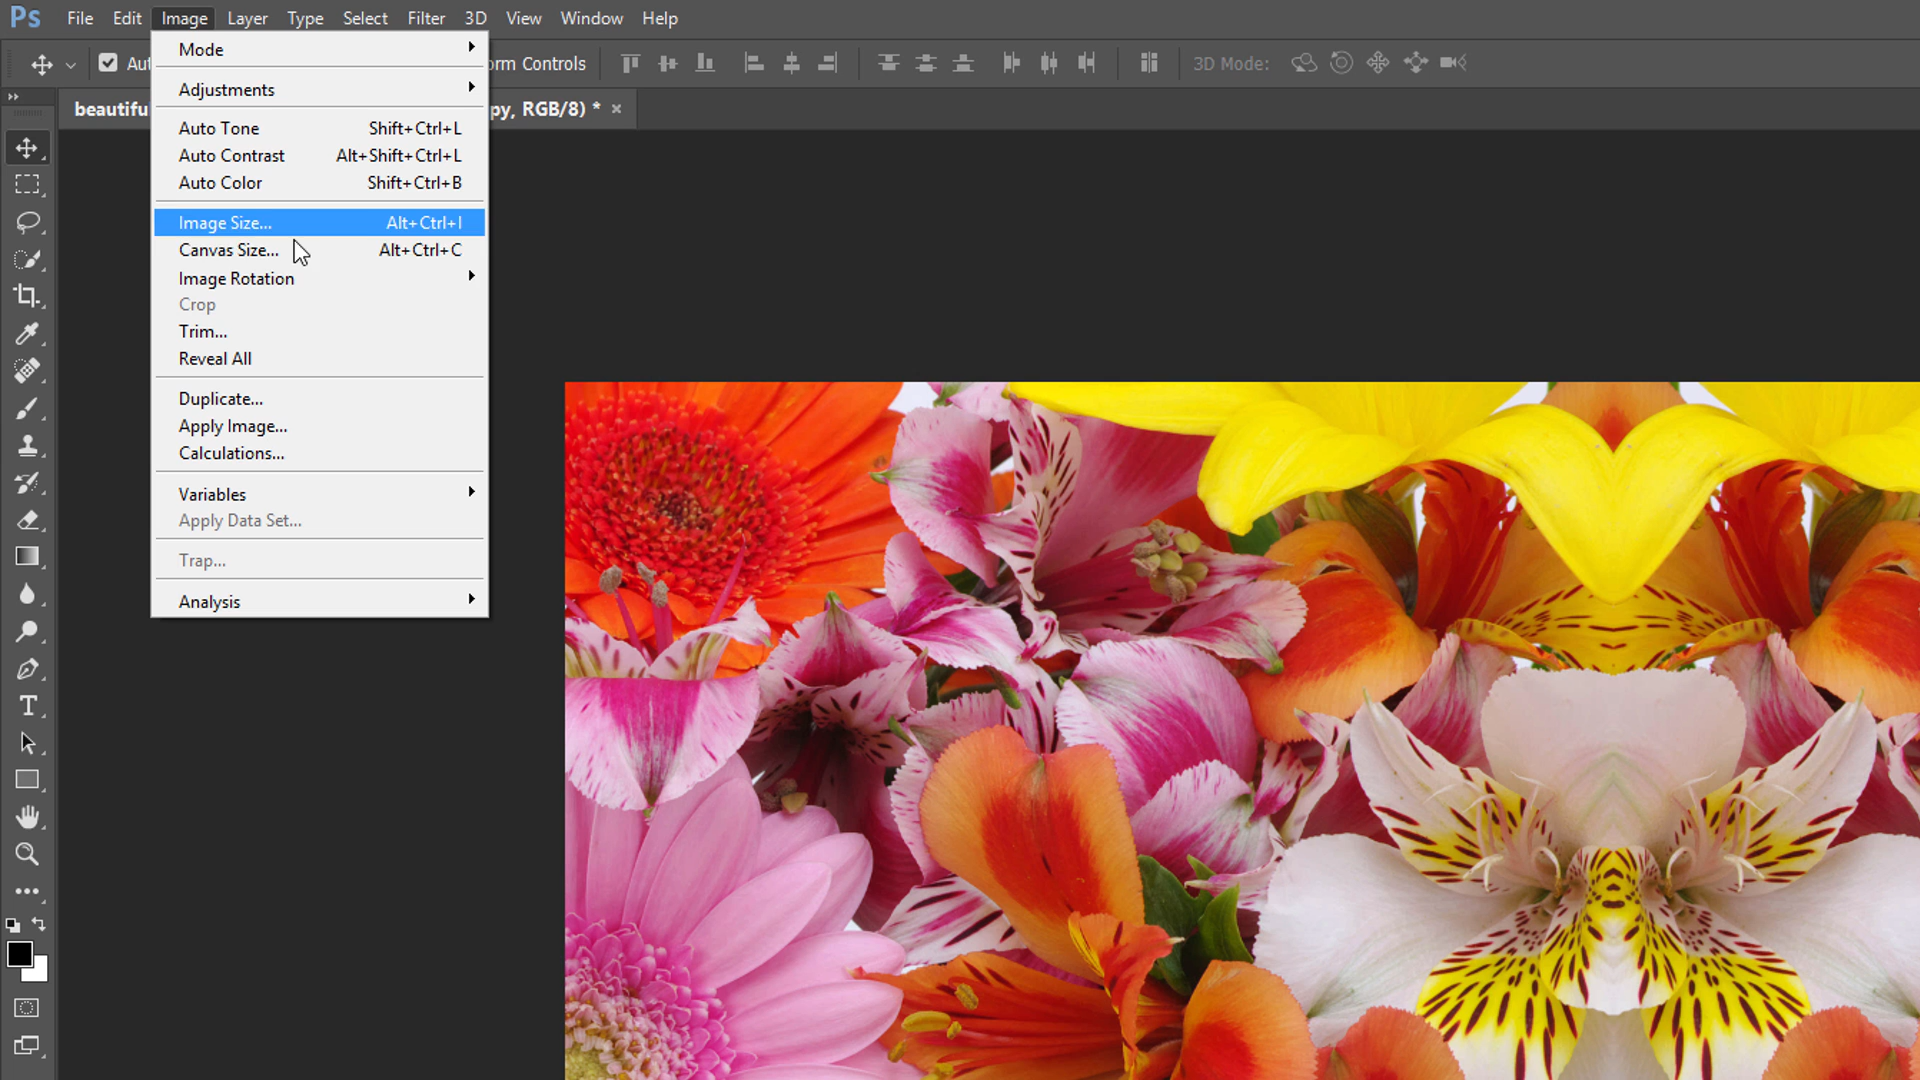 Ps File Edit Image Layer Type Select Filter 3D View Window Help
Mode
Adjustments
Auto Tone Shift+Ctrl+L
Auto Contrast Alt+Shift+Ctrl+L
Auto Color Shift+Ctrl+B
Image Size... Alt+Ctrl+I
Canvas Size... Alt+Ctrl+C
Image Rotation
Crop
Trim...
Reveal All
Duplicate...
Apply Image...
Calculations...
Variables
Apply Data Set...
Trap...
Analysis
Aut
orm Controls 3D Mode:
beautiful
py, RGB/8) * ×